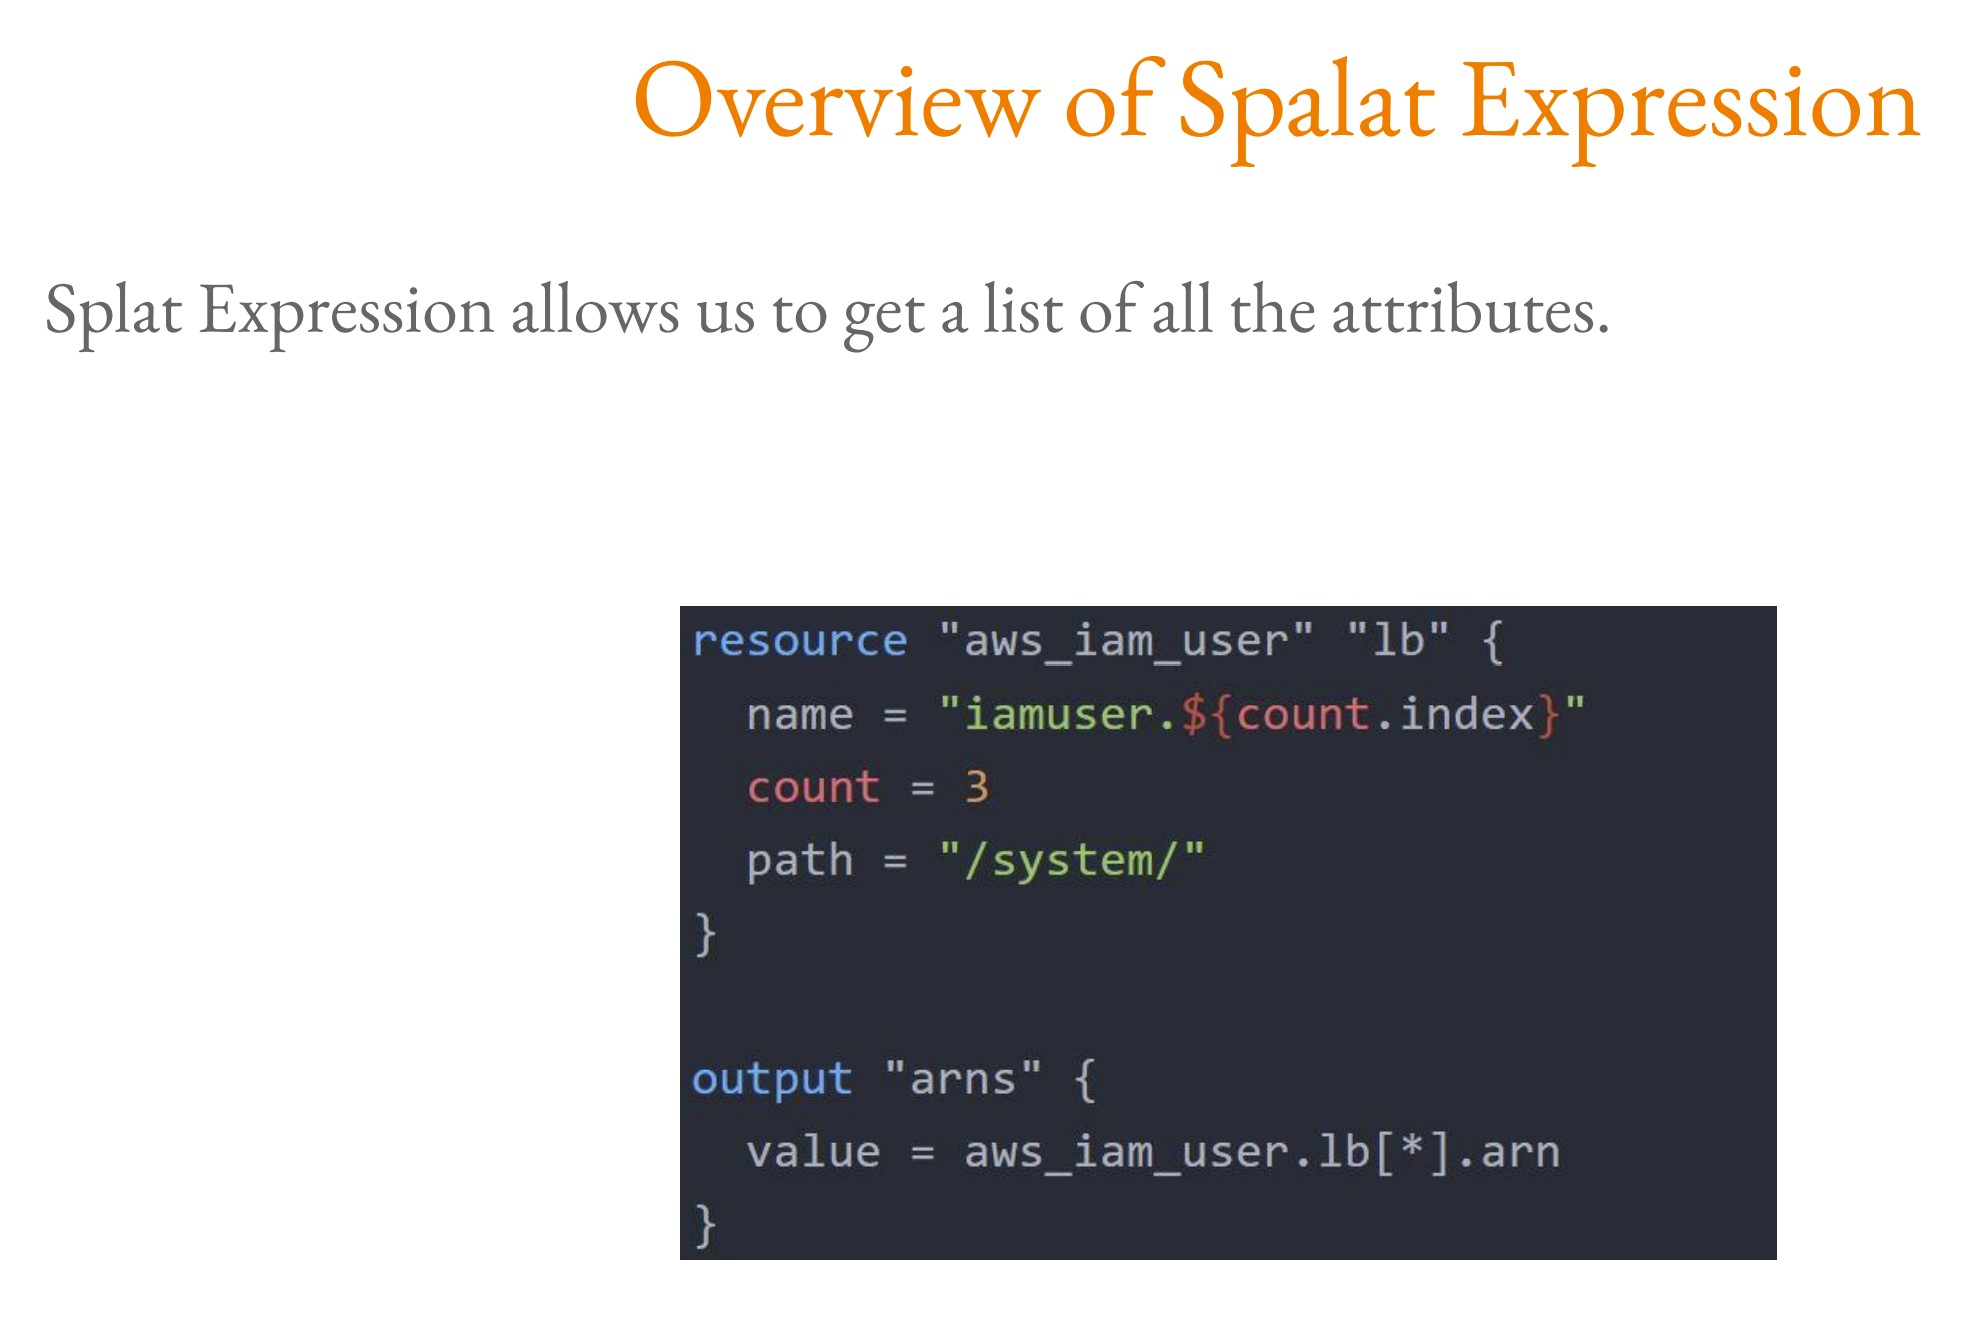 Overview of Spalat Expression
Splat Expression allows us to get a list of all the attributes.
resource "aws_iam_user" "lb" {
  name = "iamuser.${count.index}"
  count = 3
  path = "/system/"
}
output "arns" {
  value = aws_iam_user.lb[*].arn
}